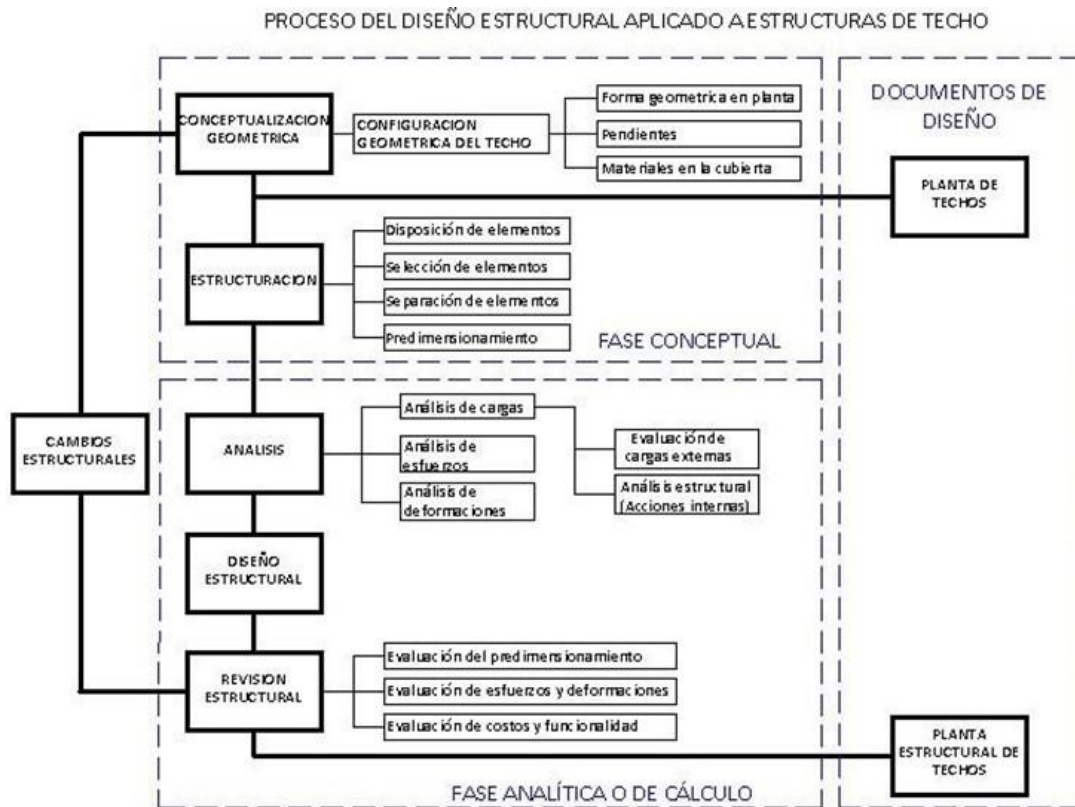 PROCESO DEL DISEÑO ESTRUCTURAL APLICADO A ESTRUCTURAS DE TECHO
CONCEPTUALIZACION
GEOMETRICA
CONFIGURACION
GEOMETRICA DEL TECHO
Forma geometrica en planta
Pendientes
Materiales en la cubierta
DOCUMENTOS DE
DISEÑO
PLANTA DE
TECHOS
ESTRUCTURACION
Disposición de elementos
Selección de elementos
Separación de elementos
Predimensionamiento
FASE CONCEPTUAL
CAMBIOS
ESTRUCTURALES
ANALISIS
Análisis de cargas
Análisis de
esfuerzos
Análisis de
deformaciones
Evaluación de
cargas externas
Análisis estructural
(Acciones internas)
DISEÑO
ESTRUCTURAL
REVISION
ESTRUCTURAL
Evaluación del predimensionamiento
Evaluación de esfuerzos y deformaciones
Evaluación de costos y funcionalidad
PLANTA
ESTRUCTURAL DE
TECHOS
FASE ANALÍTICA O DE CÁLCULO